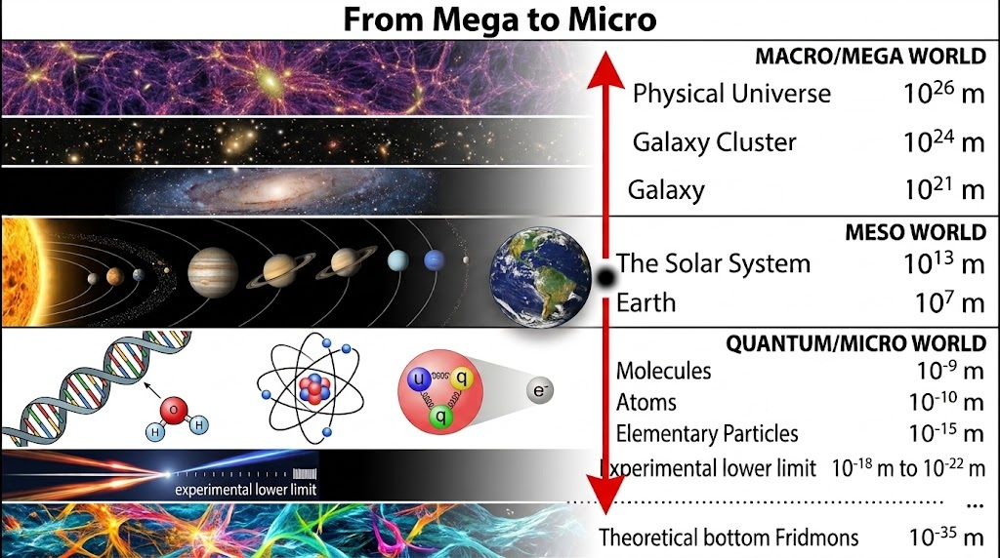 From Mega to Micro
MACRO/MEGA WORLD
Physical Universe 10²⁶ m
Galaxy Cluster 10²⁴ m
Galaxy 10²¹ m
MESO WORLD
The Solar System 10¹³ m
Earth 10⁷ m
QUANTUM/MICRO WORLD
Molecules 10⁻⁹ m
Atoms 10⁻¹⁰ m
Elementary Particles 10⁻¹⁵ m
xperimental lower limit 10⁻¹⁸ m to 10⁻²² m
...
Theoretical bottom Fridmons 10⁻³⁵ m
O
H H
u q
q
e⁻
experimental lower limit